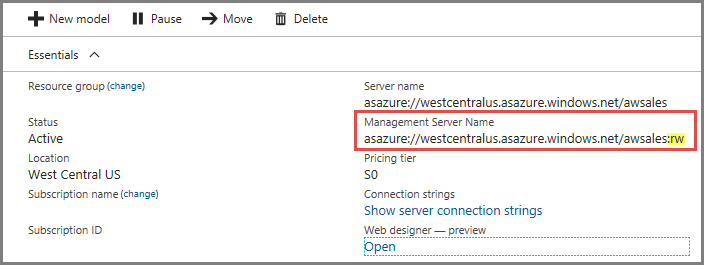 New model Pause Move Delete
Essentials
Resource group (change)
Server name
asazure://westcentralus.asazure.windows.net/awsales
Status
Active
Management Server Name
asazure://westcentralus.asazure.windows.net/awsales:rw
Location
West Central US
Pricing tier
S0
Subscription name (change)
Connection strings
Show server connection strings
Subscription ID
Web designer — preview
Open